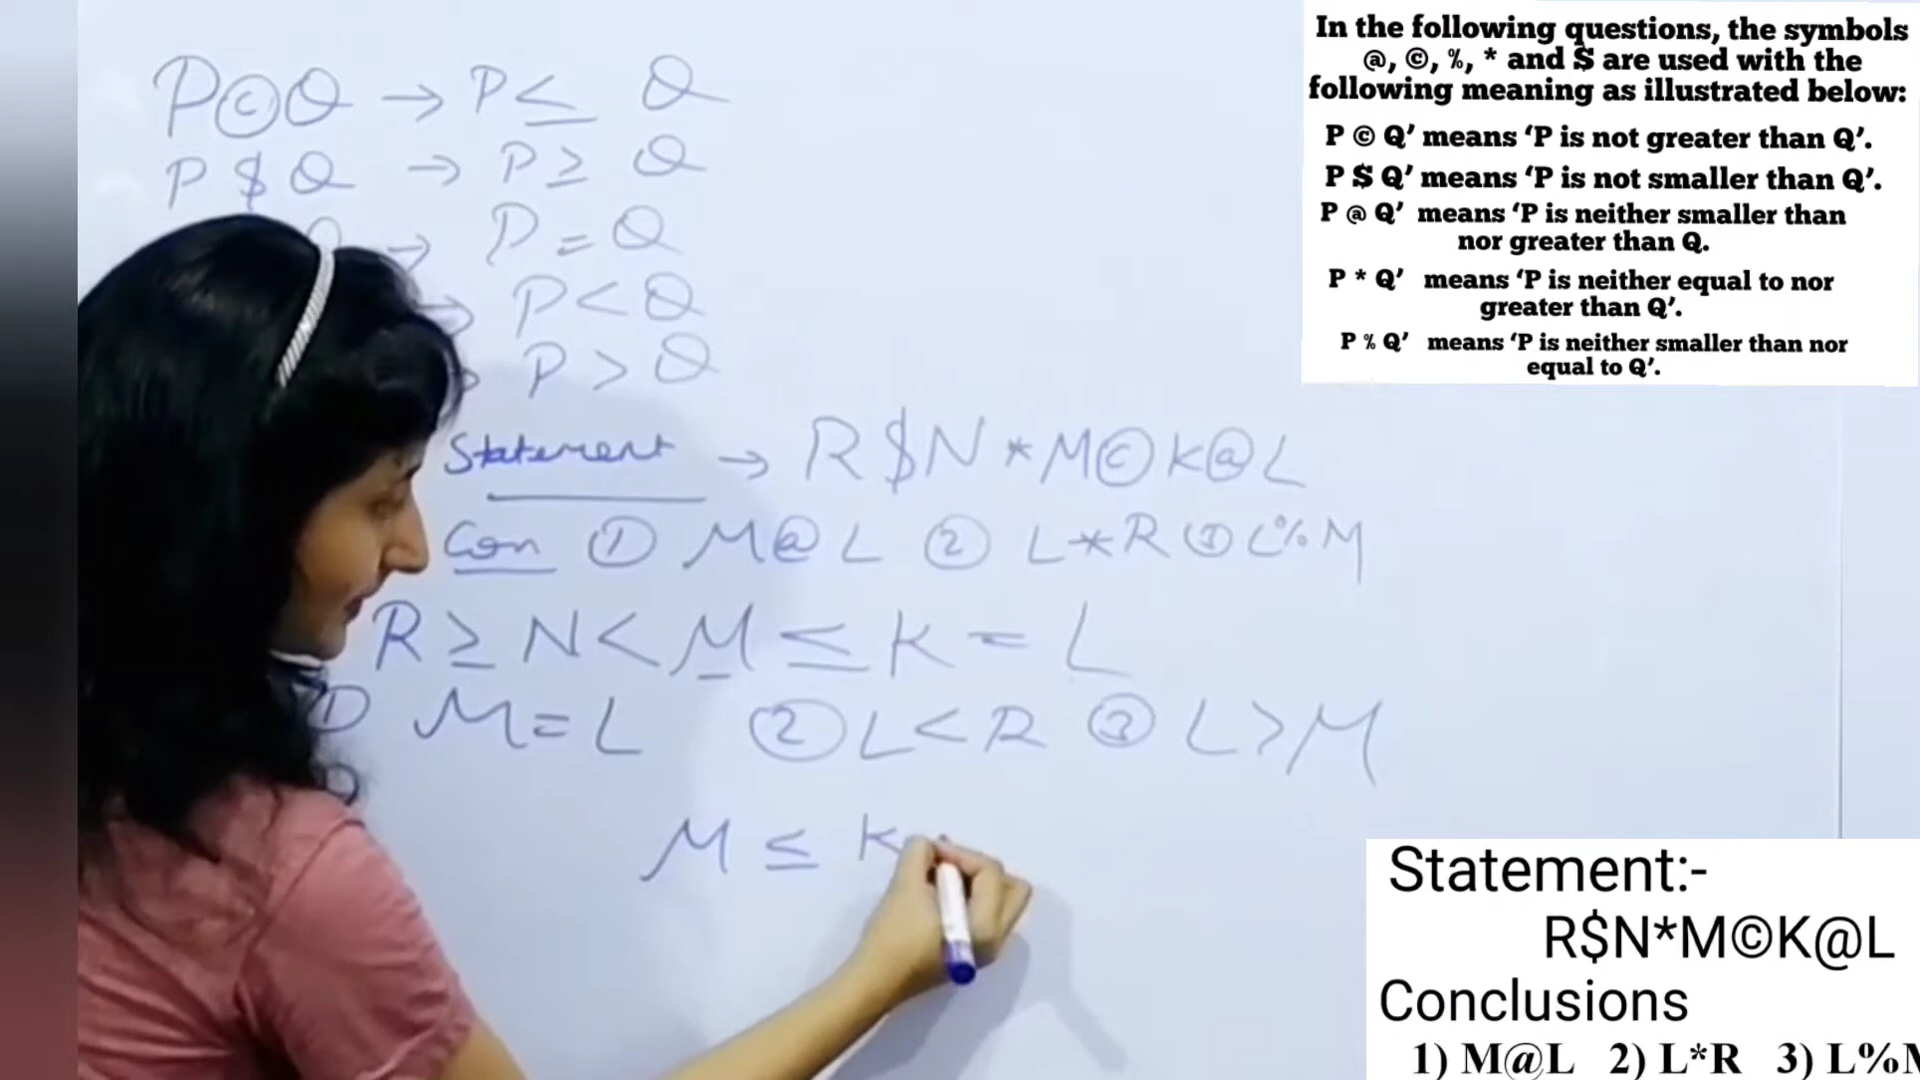 P©Q → P≤ Q
P $ Q → P≥ Q
Q → P=Q
→ P<Q
P>Q
Statement → R$N*M©K@L
Con ① M@L ② L*R ③ L%M
R≥N<M≤K=L
① M=L ② L<R ③ L>M
M≤K
In the following questions, the symbols
@, ©, %, * and $ are used with the
following meaning as illustrated below:
P © Q’ means ‘P is not greater than Q’.
P $ Q’ means ‘P is not smaller than Q’.
P @ Q’ means ‘P is neither smaller than
nor greater than Q.
P * Q’ means ‘P is neither equal to nor
greater than Q’.
P % Q’ means ‘P is neither smaller than nor
equal to Q’.
Statement:-
R$N*M©K@L
Conclusions
1) M@L 2) L*R 3) L%M